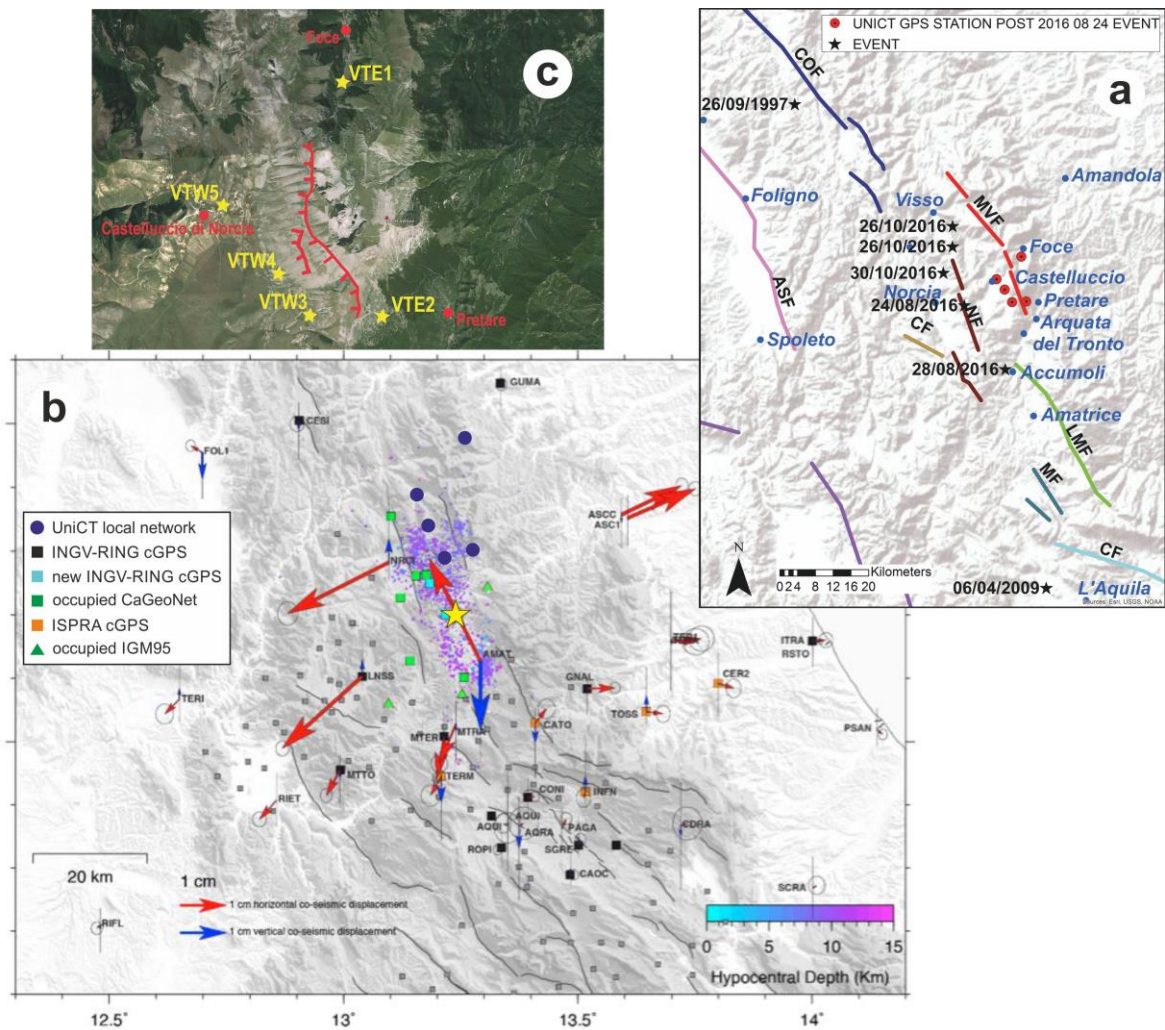 c
Foce
VTE1
VTW5
Castelluccio di Norcia
VTW4
VTW3
VTE2
Pretare
UNICT GPS STATION POST 2016 08 24 EVENT
EVENT
a
COF
26/09/1997
Amandola
Foligno
Visso
MVF
26/10/2016
Foce
26/10/2016
30/10/2016
Castelluccio
Norcia
ASF
24/08/2016
Pretare
NF
Arquata
del Tronto
CF
Spoleto
28/08/2016
Accumoli
Amatrice
LMF
MF
N
CF
Kilometers
0 2 4 8 12 16 20
06/04/2009
L'Aquila
Sources: Esri, USGS, NOAA
b
GUMA
CESI
FOL1
UniCT local network
INGV-RING cGPS
new INGV-RING cGPS
occupied CaGeoNet
ISPRA cGPS
occupied IGM95
ASCC
ASC1
NRCI
AMAT
LNSS
TERI
GNAL
ITRA
RSTO
CER2
TOSS
CATO
PSAN
MTER
MTRA
MTTO
TERM
RIET
CONI
INFN
AQUI
AQUI
AQRA
PAGA
CDRA
ROPI
SGRE
CAOC
SCRA
RIFL
20 km
1 cm
1 cm horizontal co-seismic displacement
1 cm vertical co-seismic displacement
0 5 10 15
Hypocentral Depth (Km)
12.5°
13°
13.5°
14°